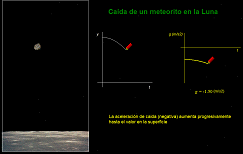 Caída de un meteorito en la Luna
y
g (m/s2)
t
t
La aceleración de caída (negativa) aumenta progresivamente
hasta el valor en la superficie